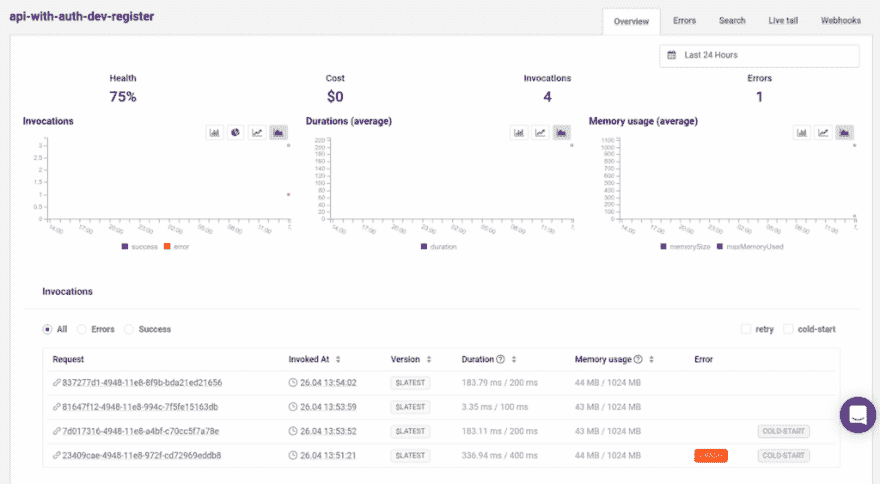 api-with-auth-dev-register
Overview Errors Search Live tail Webhooks
Last 24 Hours
Health Cost Invocations Errors
75% $0 4 1
Invocations Durations (average) Memory usage (average)
3 2.5 2 1.5 1 0.5 0
220 200 180 160 140 120 100 80 60 40 20 0
1100 1000 900 800 700 600 500 400 300 200 100 0
14:00 17:00 20:00 23:00 02:00 05:00 08:00 11:00
14:00 17:00 20:00 23:00 02:00 05:00 08:00 11:00
14:00 17:00 20:00 23:00 02:00 05:00 08:00 11:00
success error duration memorySize maxMemoryUsed
Invocations
All Errors Success retry cold-start
Request Invoked At Version Duration Memory usage Error
837277d1-4948-11e8-8f9b-bda21ed21656 26.04 13:54:02 $LATEST 183.79 ms / 200 ms 44 MB / 1024 MB
81647f12-4948-11e8-994c-7f5fe15163db 26.04 13:53:59 $LATEST 3.35 ms / 100 ms 43 MB / 1024 MB
7d017316-4948-11e8-a4bf-c70cc5f7a78e 26.04 13:53:52 $LATEST 183.11 ms / 200 ms 43 MB / 1024 MB COLD-START
23409cae-4948-11e8-972f-cd72969eddb8 26.04 13:51:21 $LATEST 336.94 ms / 400 ms 44 MB / 1024 MB COLD-START